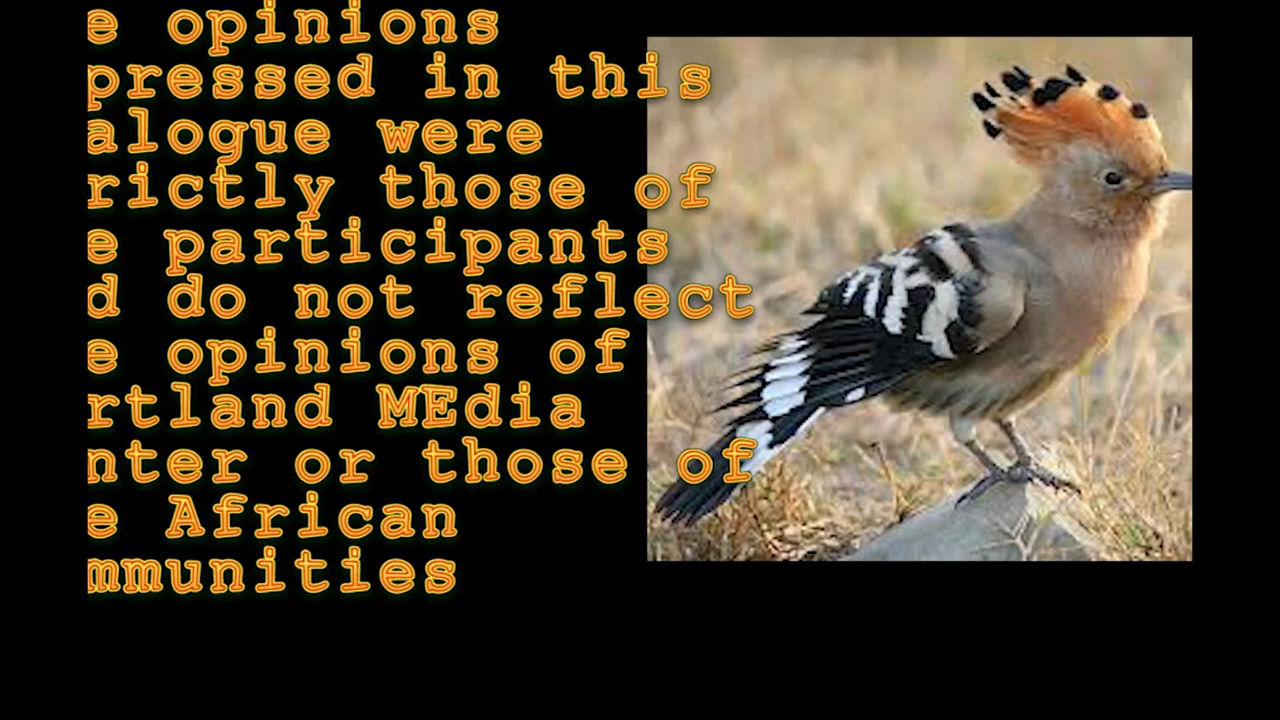 e opinions
pressed in this
alogue were
rictly those of
e participants
d do not reflect
e opinions of
rtland MEdia
nter or those of
e African
mmunities